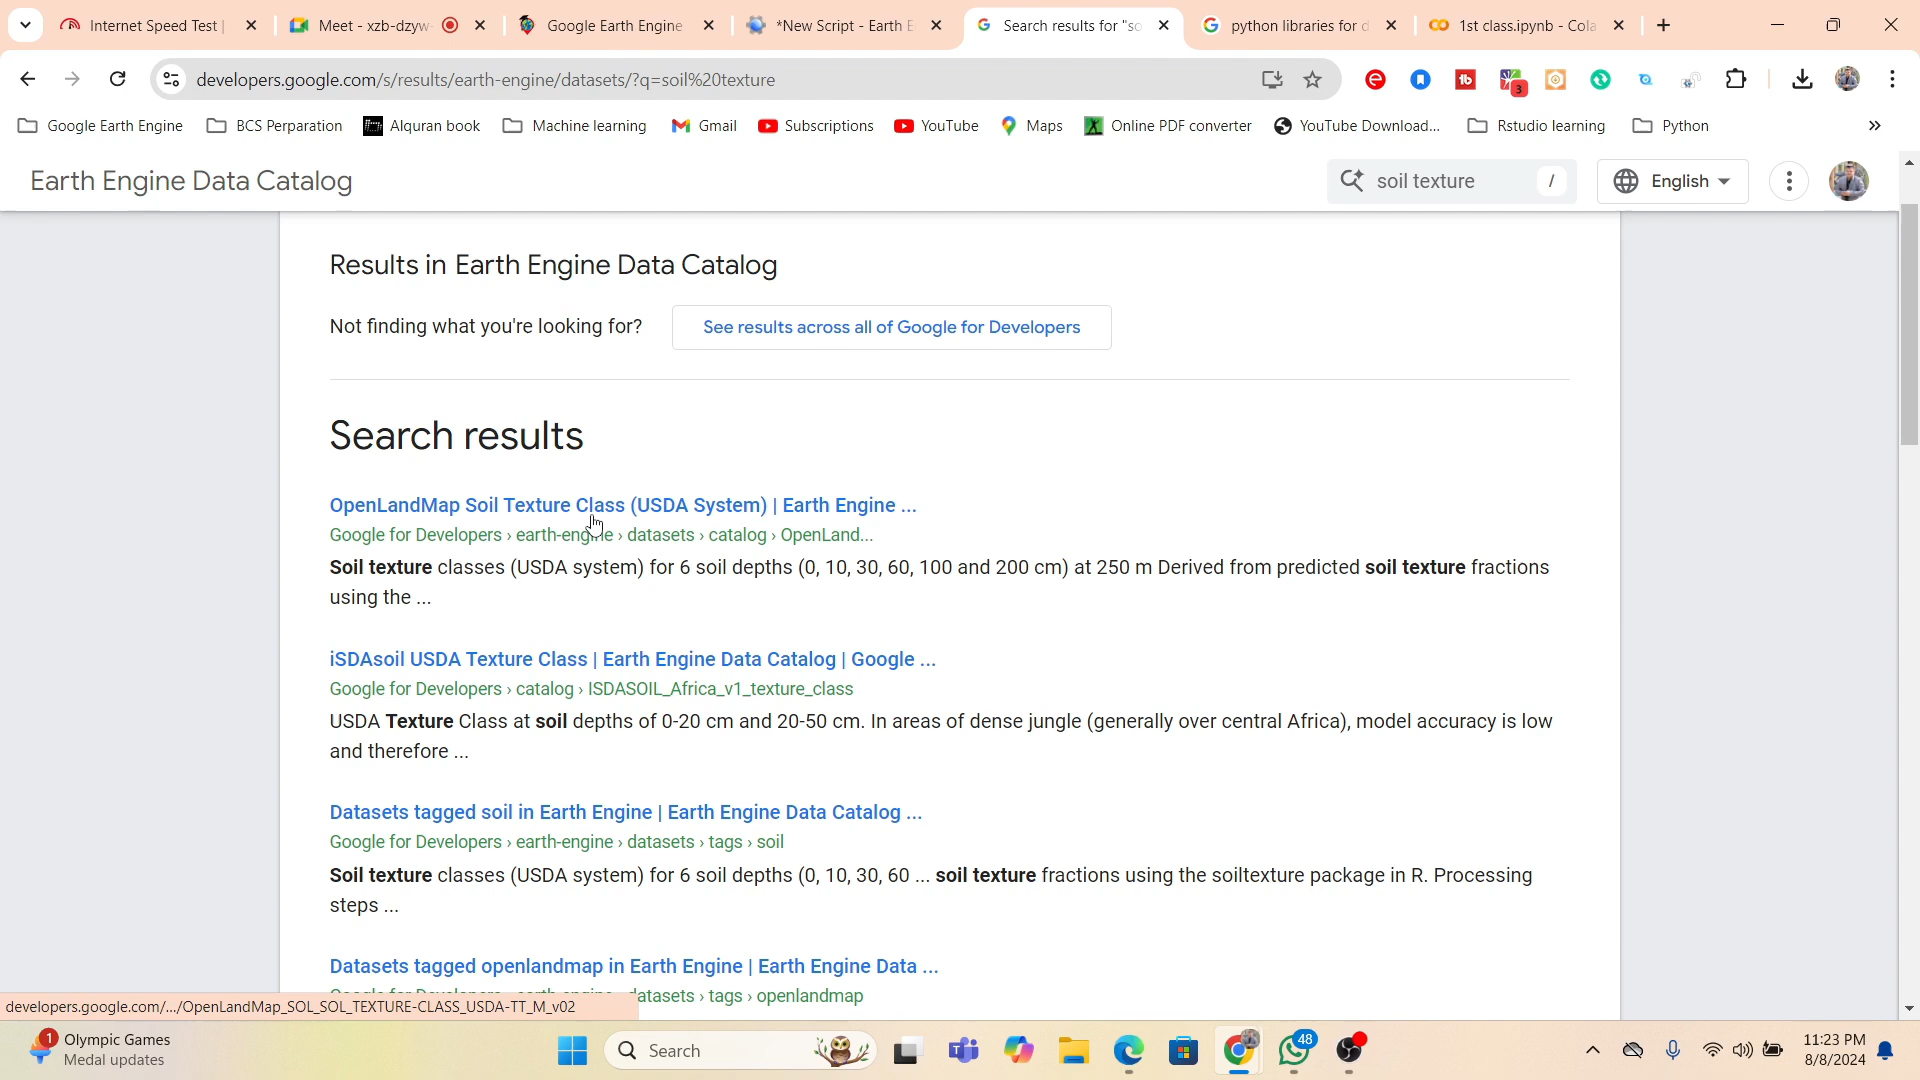 Internet Speed Test |
Meet - xzb-dzyw-
Google Earth Engine
*New Script - Earth E
Search results for "so
python libraries for d
1st class.ipynb - Cola
developers.google.com/s/results/earth-engine/datasets/?q=soil%20texture
3
Google Earth Engine
BCS Perparation
Alquran book
Machine learning
Gmail
Subscriptions
YouTube
Maps
Online PDF converter
YouTube Download...
Rstudio learning
Python
»
Earth Engine Data Catalog
soil texture
/
English
Results in Earth Engine Data Catalog
Not finding what you're looking for?
See results across all of Google for Developers
Search results
OpenLandMap Soil Texture Class (USDA System) | Earth Engine ...
Google for Developers › earth-engine › datasets › catalog › OpenLand...
Soil texture classes (USDA system) for 6 soil depths (0, 10, 30, 60, 100 and 200 cm) at 250 m Derived from predicted soil texture fractions
using the ...
iSDAsoil USDA Texture Class | Earth Engine Data Catalog | Google ...
Google for Developers › catalog › ISDASOIL_Africa_v1_texture_class
USDA Texture Class at soil depths of 0-20 cm and 20-50 cm. In areas of dense jungle (generally over central Africa), model accuracy is low
and therefore ...
Datasets tagged soil in Earth Engine | Earth Engine Data Catalog ...
Google for Developers › earth-engine › datasets › tags › soil
Soil texture classes (USDA system) for 6 soil depths (0, 10, 30, 60 ... soil texture fractions using the soiltexture package in R. Processing
steps ...
Datasets tagged openlandmap in Earth Engine | Earth Engine Data ...
datasets › tags › openlandmap
developers.google.com/.../OpenLandMap_SOL_SOL_TEXTURE-CLASS_USDA-TT_M_v02
1
Olympic Games
Medal updates
Search
48
11:23 PM
8/8/2024